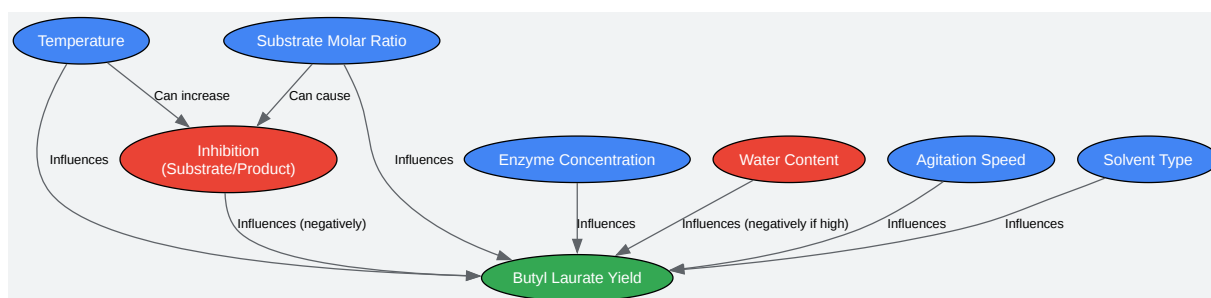 Temperature
Substrate Molar Ratio
Can increase
Can cause
Inhibition
(Substrate/Product)
Influences
Influences
Enzyme Concentration
Water Content
Agitation Speed
Solvent Type
Influences (negatively)
Influences
Influences (negatively if high)
Influences
Influences
Butyl Laurate Yield